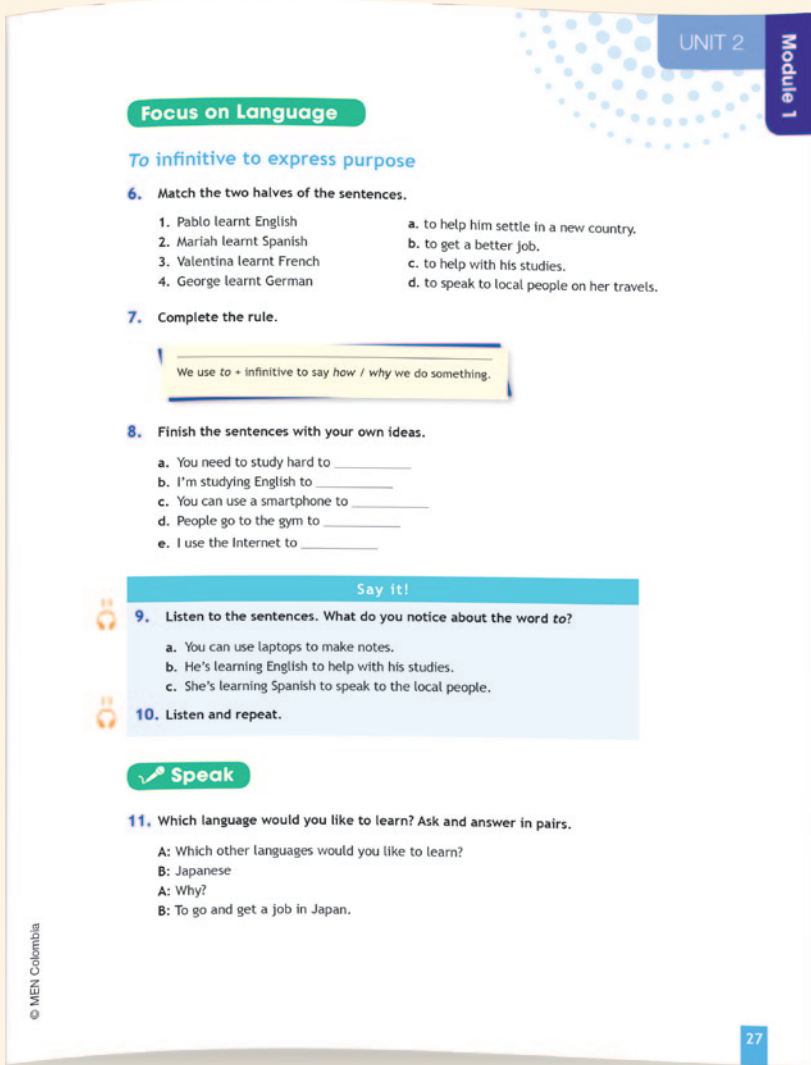 UNIT 2
Module 1
Focus on Language
To infinitive to express purpose
6. Match the two halves of the sentences.
1. Pablo learnt English
2. Mariah learnt Spanish
3. Valentina learnt French
4. George learnt German
a. to help him settle in a new country.
b. to get a better job.
c. to help with his studies.
d. to speak to local people on her travels.
7. Complete the rule.
We use to + infinitive to say how / why we do something.
8. Finish the sentences with your own ideas.
a. You need to study hard to ____________
b. I'm studying English to ____________
c. You can use a smartphone to ____________
d. People go to the gym to ____________
e. I use the Internet to ____________
Say it!
9. Listen to the sentences. What do you notice about the word to?
a. You can use laptops to make notes.
b. He's learning English to help with his studies.
c. She's learning Spanish to speak to the local people.
10. Listen and repeat.
Speak
11. Which language would you like to learn? Ask and answer in pairs.
A: Which other languages would you like to learn?
B: Japanese
A: Why?
B: To go and get a job in Japan.
© MEN Colombia
27